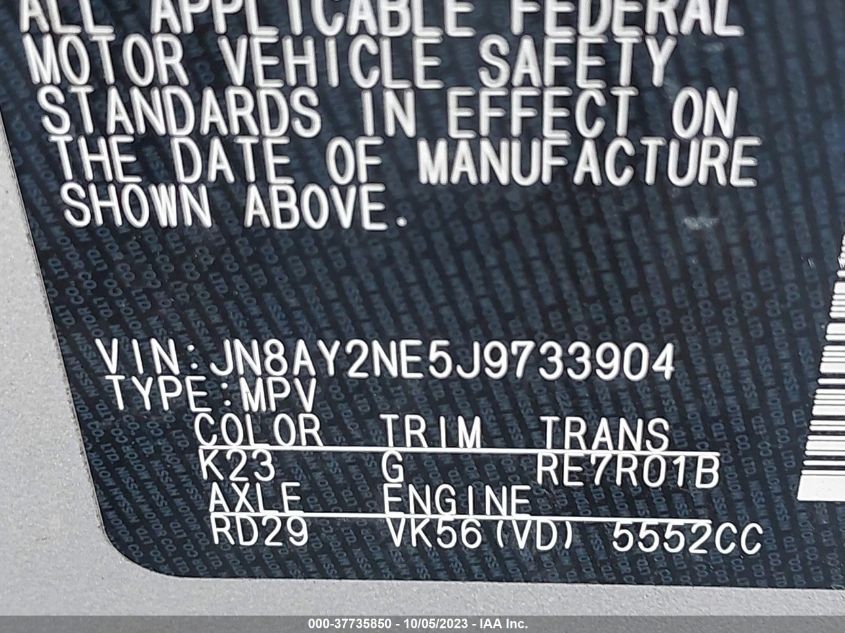 ALL APPLICABLE FEDERAL
MOTOR VEHICLE SAFETY
STANDARDS IN EFFECT ON
THE DATE OF MANUFACTURE
SHOWN ABOVE.
VIN:JN8AY2NE5J9733904
TYPE:MPV
COLOR TRIM TRANS
K23 G RE7R01B
AXLE ENGINE
RD29 VK56(VD) 5552CC
000-37735850 - 10/05/2023 - IAA Inc.